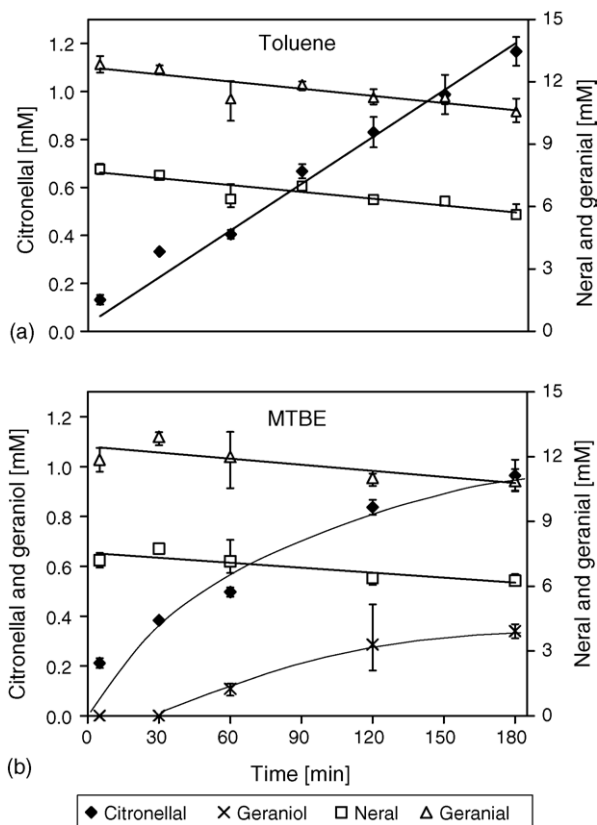 Toluene
Citronellal [mM]
1.2
1.0
0.8
0.6
0.4
0.2
0.0
15
12
9
6
3
0
Neral and geranial [mM]
(a)
MTBE
Citronellal and geraniol [mM]
1.2
1.0
0.8
0.6
0.4
0.2
0.0
15
12
9
6
3
0
Neral and geranial [mM]
0 30 60 90 120 150 180
(b)
Time [min]
Citronellal Geraniol Neral Geranial